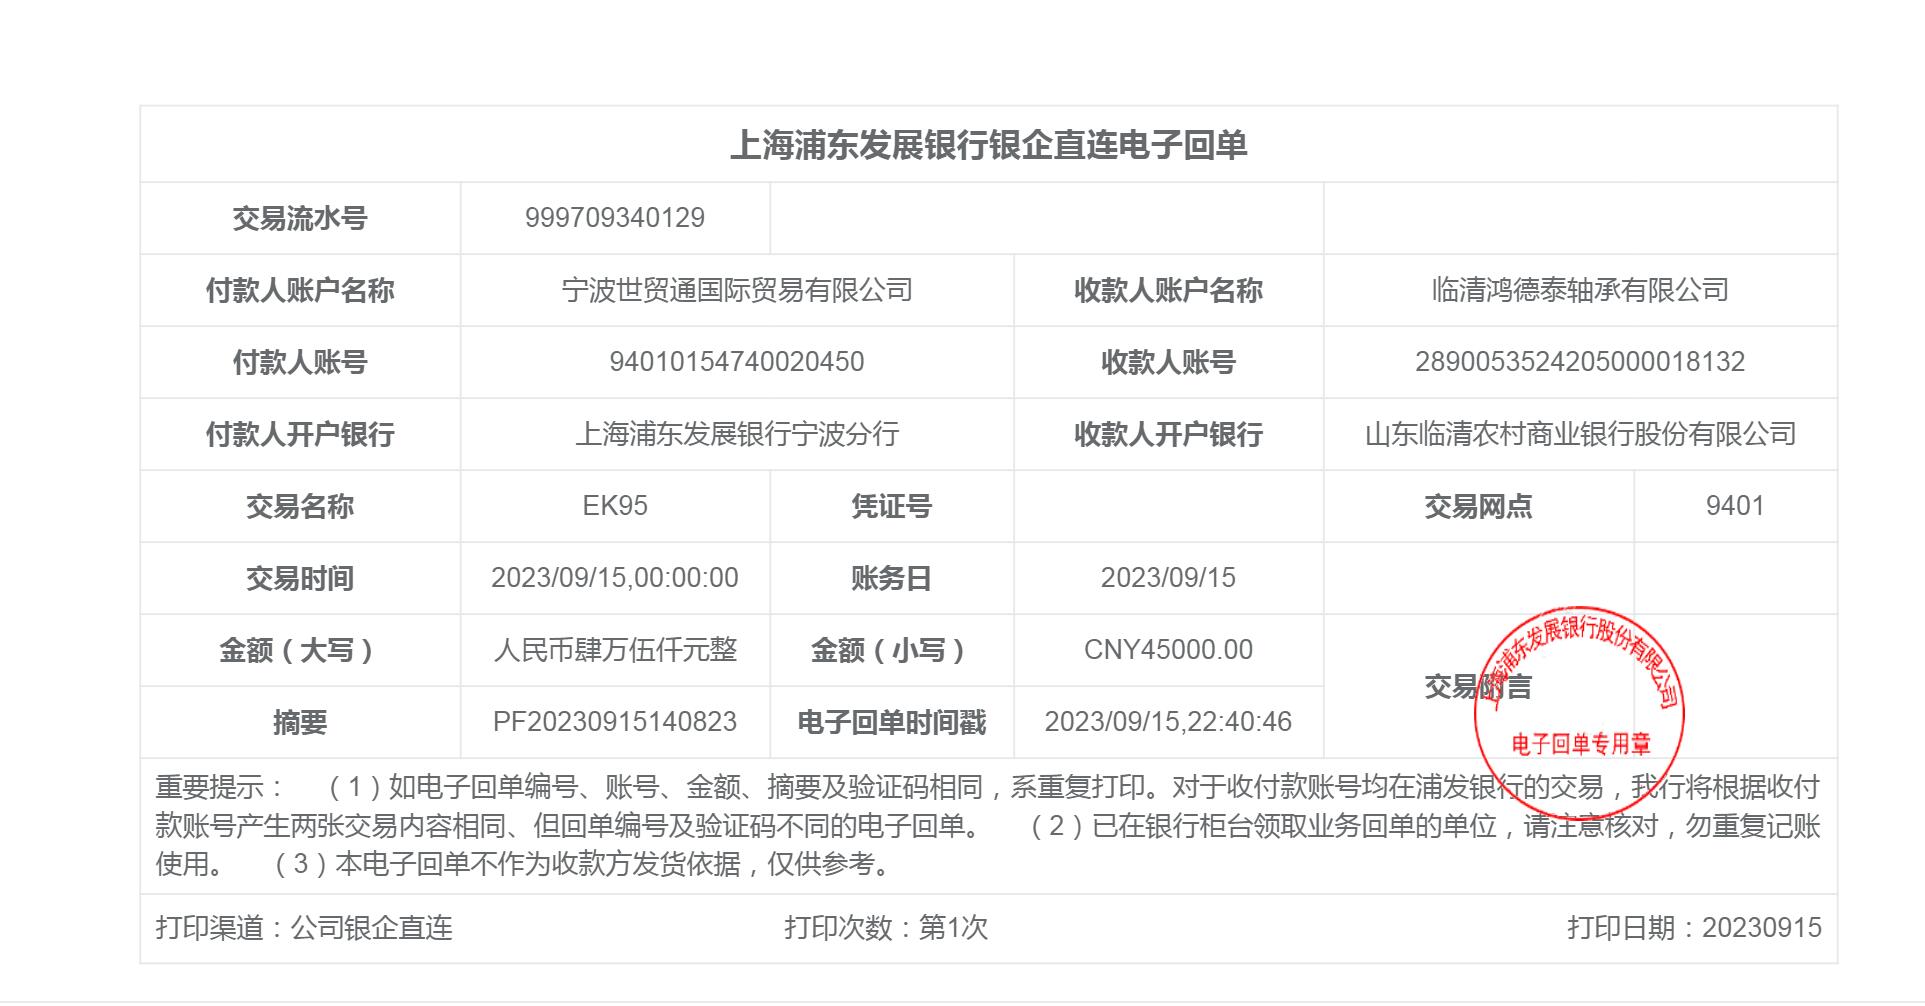 上海浦东发展银行银企直连电子回单
交易流水号 999709340129
付款人账户名称 宁波世贸通国际贸易有限公司 收款人账户名称 临清鸿德泰轴承有限公司
付款人账号 94010154740020450 收款人账号 2890053524205000018132
付款人开户银行 上海浦东发展银行宁波分行 收款人开户银行 山东临清农村商业银行股份有限公司
交易名称 EK95 凭证号 交易网点 9401
交易时间 2023/09/15,00:00:00 账务日 2023/09/15
金额（大写） 人民币肆万伍仟元整 金额（小写） CNY45000.00
交易附言
摘要 PF20230915140823 电子回单时间戳 2023/09/15,22:40:46
上海浦东发展银行股份有限公司
电子回单专用章
重要提示： （1）如电子回单编号、账号、金额、摘要及验证码相同，系重复打印。对于收付款账号均在浦发银行的交易，我行将根据收付
款账号产生两张交易内容相同、但回单编号及验证码不同的电子回单。 （2）已在银行柜台领取业务回单的单位，请注意核对，勿重复记账
使用。 （3）本电子回单不作为收款方发货依据，仅供参考。
打印渠道：公司银企直连 打印次数：第1次 打印日期：20230915